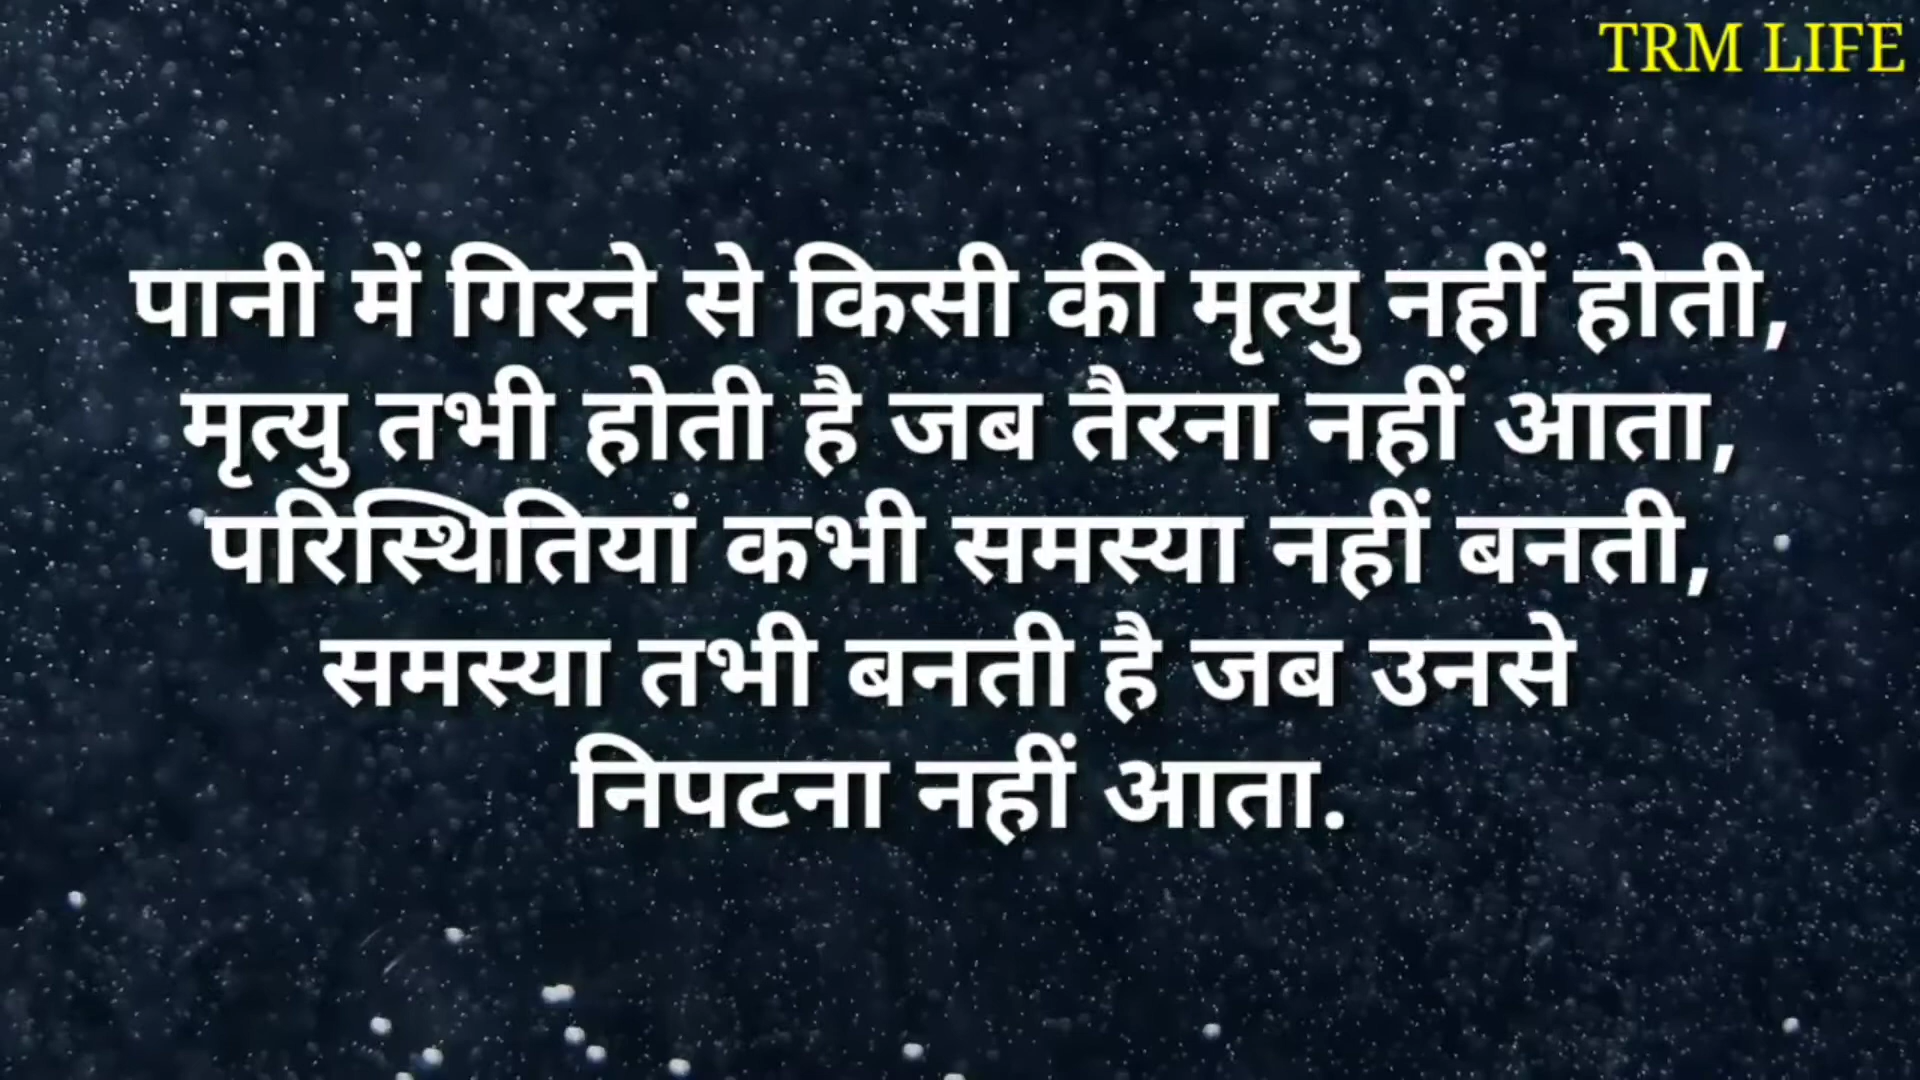 TRM LIFE
पानी में गिरने से किसी की मृत्यु नहीं होती,
मृत्यु तभी होती है जब तैरना नहीं आता,
परिस्थितियां कभी समस्या नहीं बनती,
समस्या तभी बनती है जब उनसे
निपटना नहीं आता.